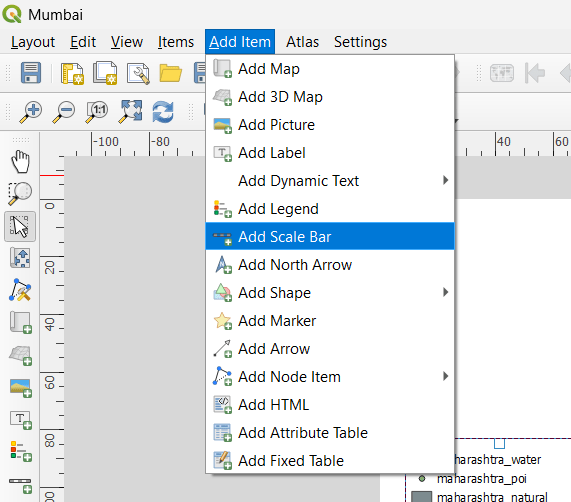 Mumbai
Layout Edit View Items Add Item Atlas Settings
Add Map
Add 3D Map
Add Picture
Add Label
Add Dynamic Text
Add Legend
Add Scale Bar
Add North Arrow
Add Shape
Add Marker
Add Arrow
Add Node Item
Add HTML
Add Attribute Table
Add Fixed Table
1:1
-100 -80 40 60
0
20
40
60
80
T
maharashtra_water
maharashtra_poi
maharashtra_natural